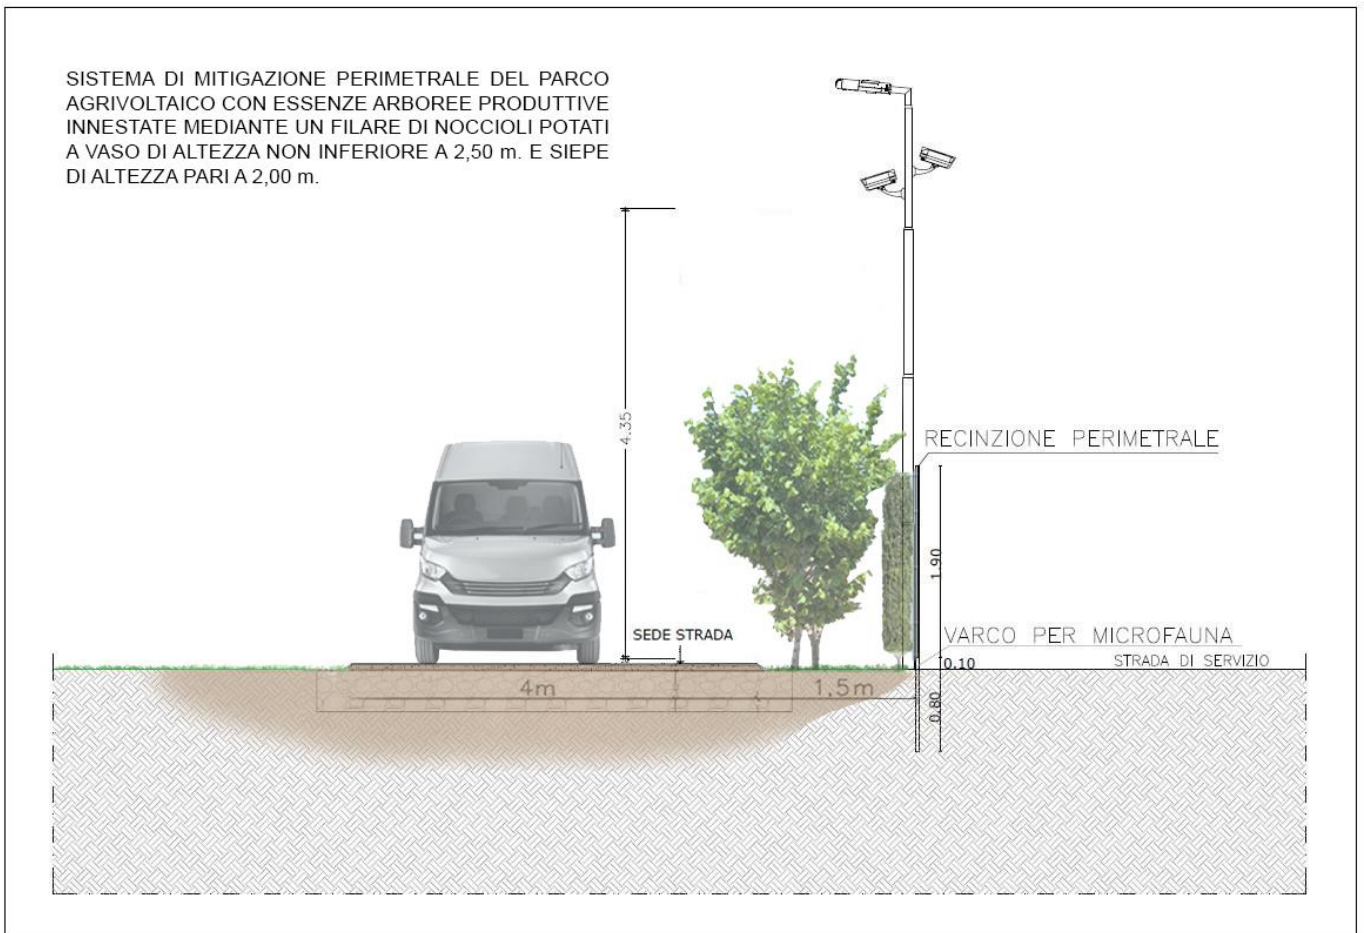 SISTEMA DI MITIGAZIONE PERIMETRALE DEL PARCO
AGRIVOLTAICO CON ESSENZE ARBOREE PRODUTTIVE
INNESTATE MEDIANTE UN FILARE DI NOCCIOLI POTATI
A VASO DI ALTEZZA NON INFERIORE A 2,50 m. E SIEPE
DI ALTEZZA PARI A 2,00 m.
4.35
RECINZIONE PERIMETRALE
1.90
SEDE STRADA
VARCO PER MICROFAUNA
0.10
STRADA DI SERVIZIO
4m
1.5m
0.80